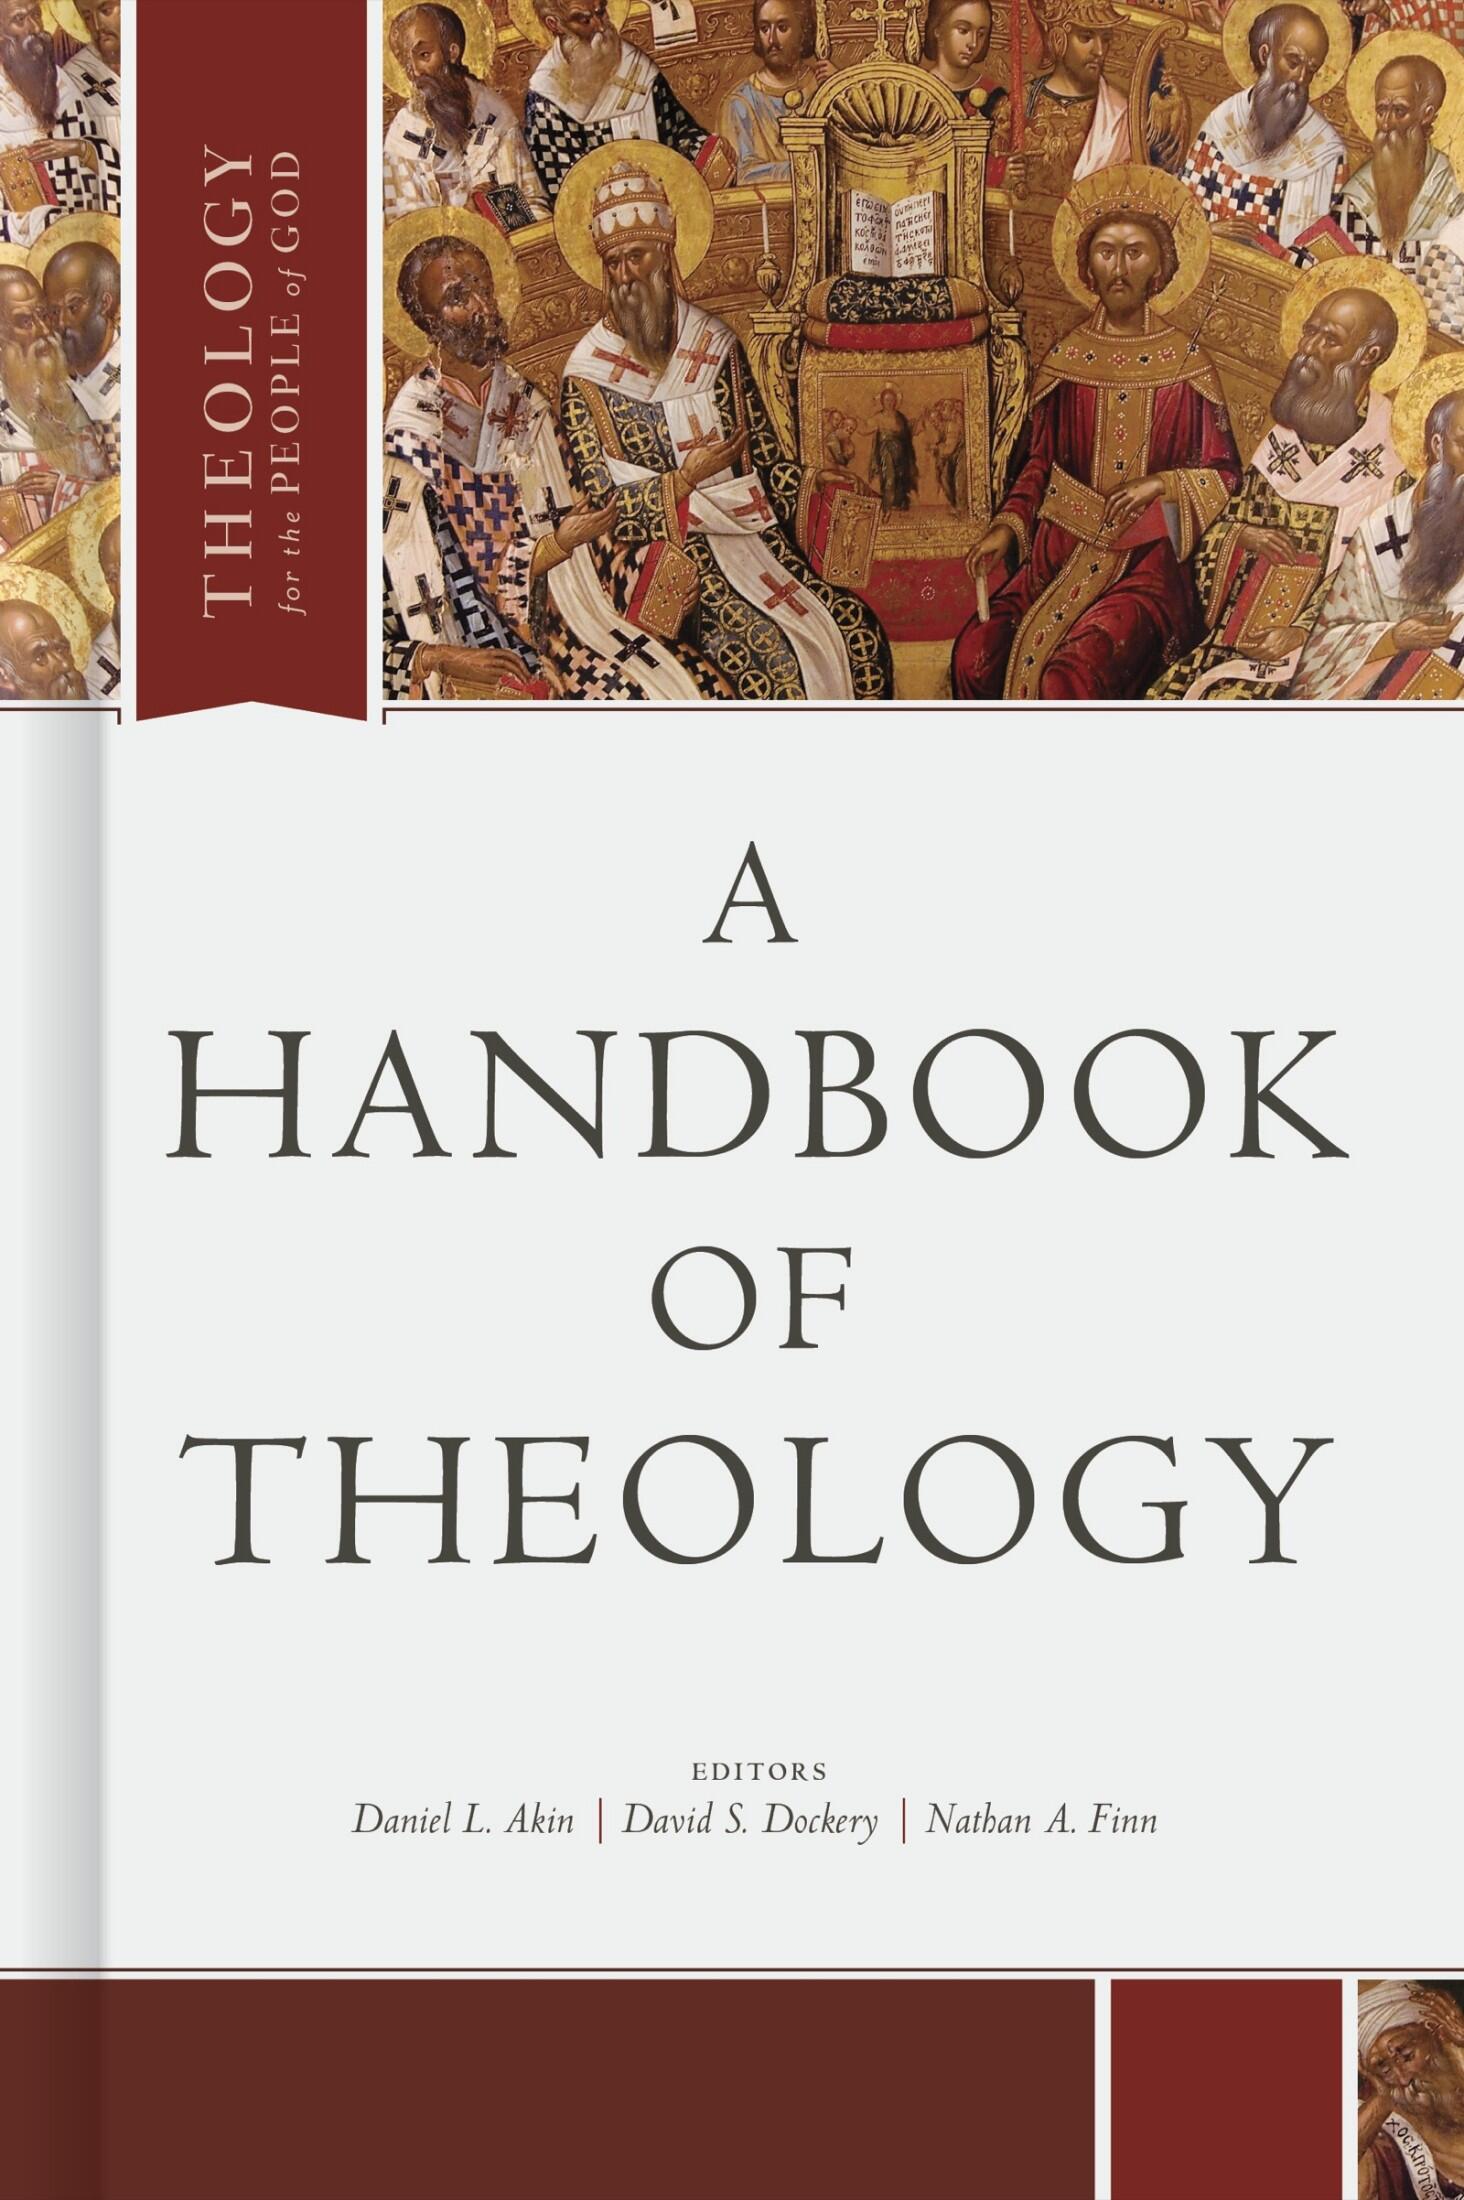 THEOLOGY
for the PEOPLE of GOD
A
HANDBOOK
OF
THEOLOGY
EDITORS
Daniel L. Akin | David S. Dockery | Nathan A. Finn